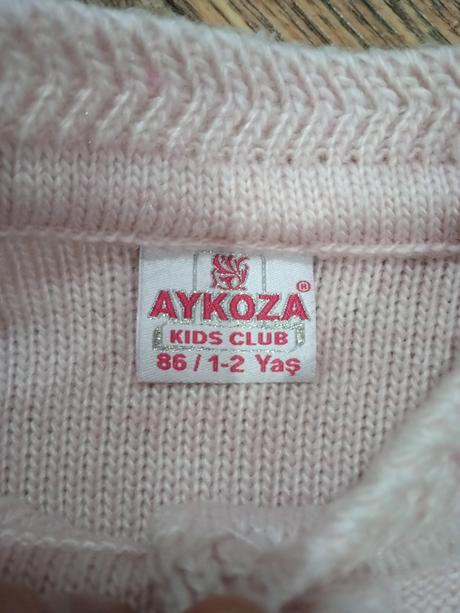 AYKOZA®
KIDS CLUB
86 / 1-2 Yaş